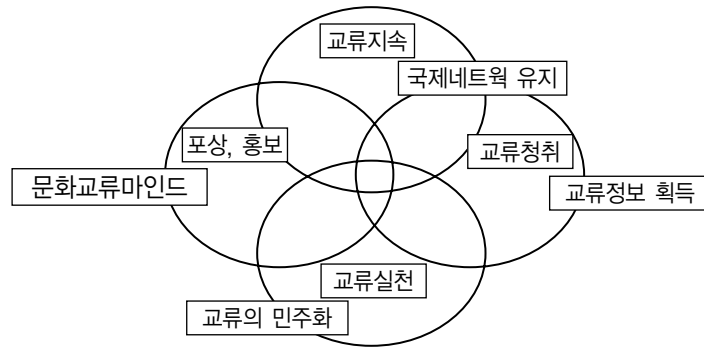 교류지속
국제네트웍 유지
포상, 홍보
교류청취
문화교류마인드
교류정보 획득
교류실천
교류의 민주화